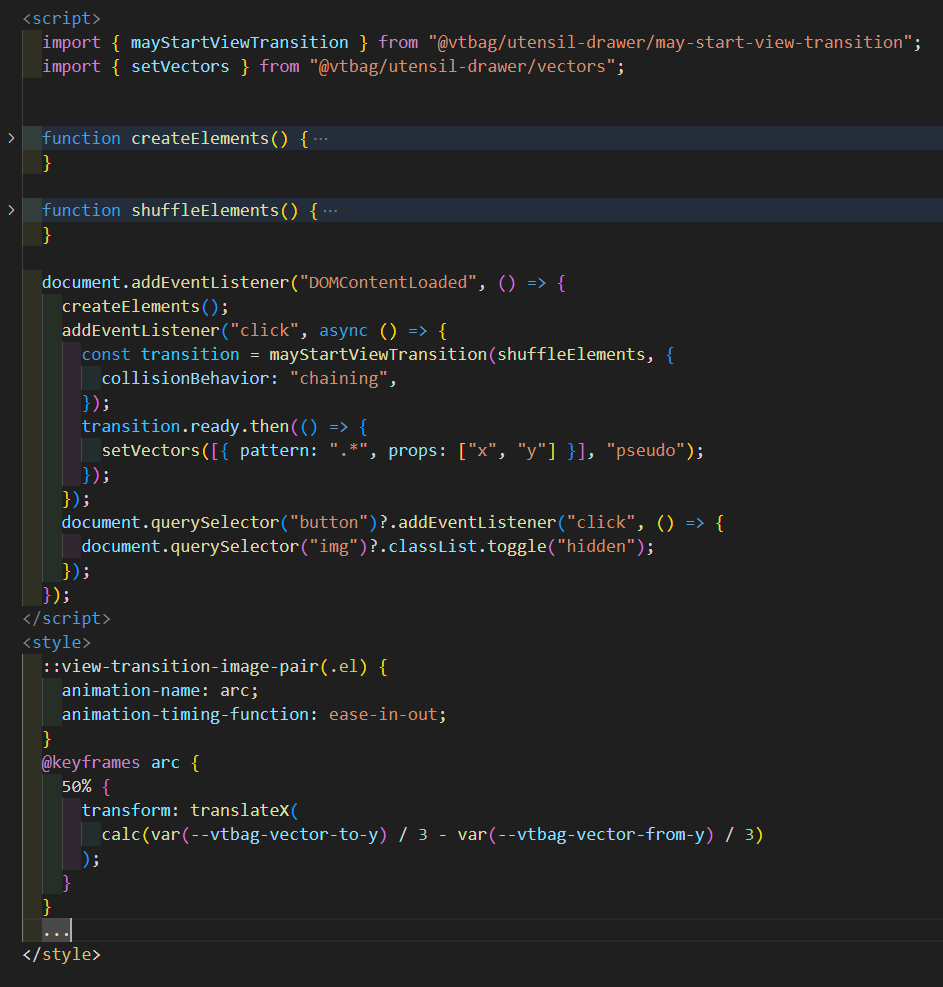 <script>
import { mayStartViewTransition } from "@vtbag/utensil-drawer/may-start-view-transition";
import { setVectors } from "@vtbag/utensil-drawer/vectors";
function createElements() { ···
}
function shuffleElements() { ···
}
document.addEventListener("DOMContentLoaded", () => {
createElements();
addEventListener("click", async () => {
const transition = mayStartViewTransition(shuffleElements, {
collisionBehavior: "chaining",
});
transition.ready.then(() => {
setVectors([{ pattern: ".*", props: ["x", "y"] }], "pseudo");
});
});
document.querySelector("button")?.addEventListener("click", () => {
document.querySelector("img")?.classList.toggle("hidden");
});
});
</script>
<style>
::view-transition-image-pair(.el) {
animation-name: arc;
animation-timing-function: ease-in-out;
}
@keyframes arc {
50% {
transform: translateX(
calc(var(--vtbag-vector-to-y) / 3 - var(--vtbag-vector-from-y) / 3)
);
}
}
...
</style>